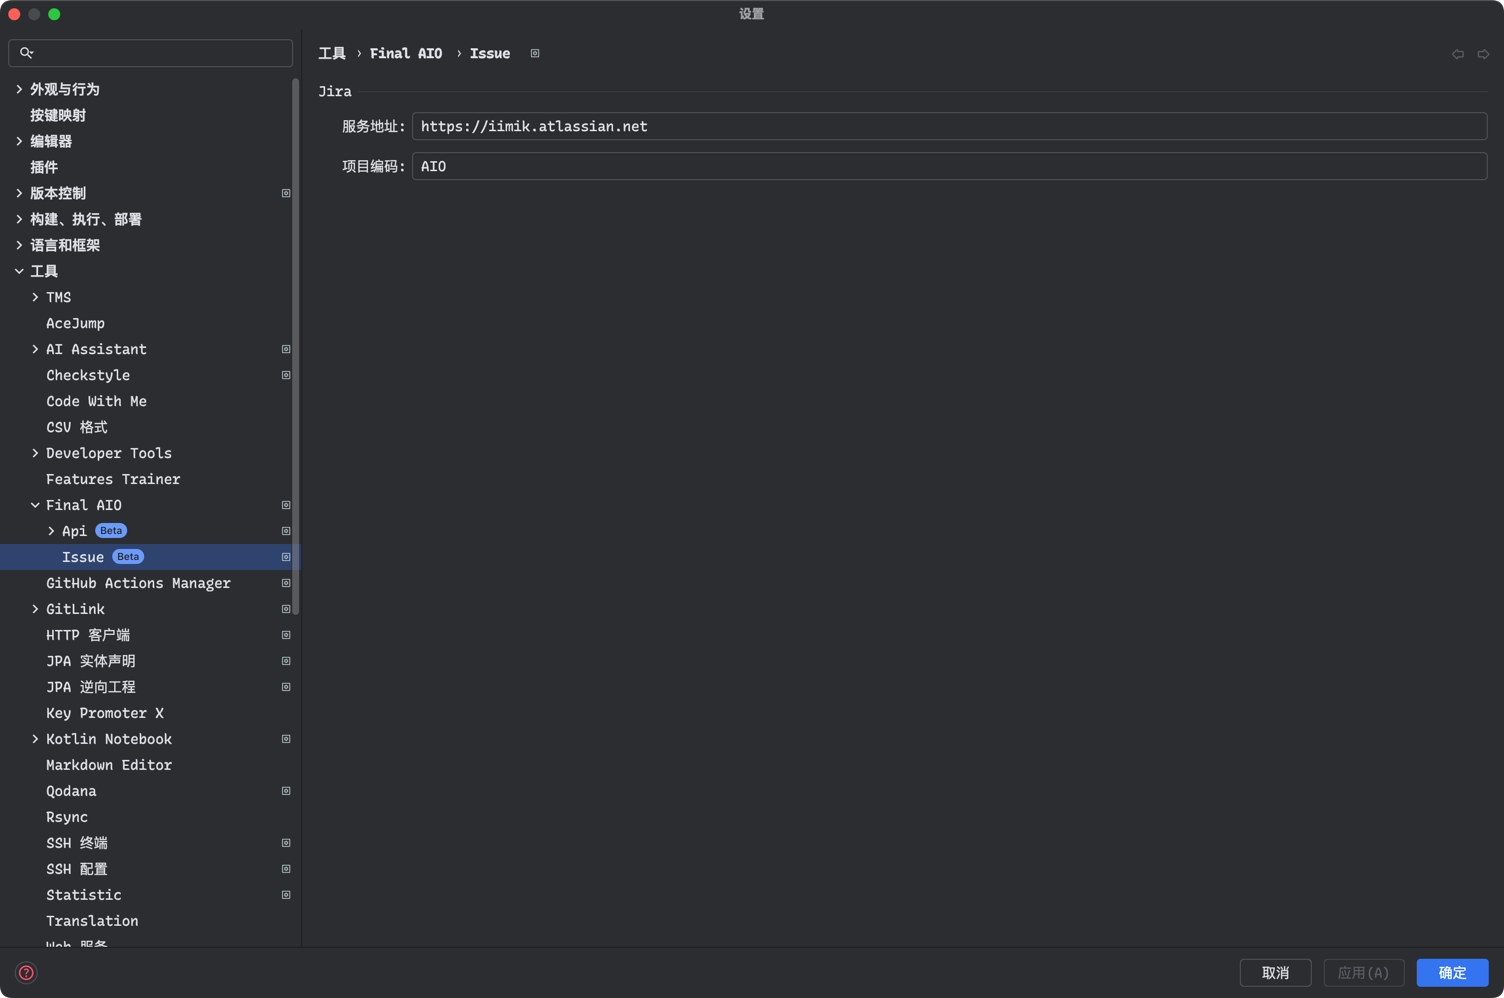 设置
工具 › Final AIO › Issue
外观与行为
按键映射
编辑器
插件
版本控制
构建、执行、部署
语言和框架
工具
TMS
AceJump
AI Assistant
Checkstyle
Code With Me
CSV 格式
Developer Tools
Features Trainer
Final AIO
Api Beta
Issue Beta
GitHub Actions Manager
GitLink
HTTP 客户端
JPA 实体声明
JPA 逆向工程
Key Promoter X
Kotlin Notebook
Markdown Editor
Qodana
Rsync
SSH 终端
SSH 配置
Statistic
Translation
Web 服务
Jira
服务地址: https://iimik.atlassian.net
项目编码: AIO
取消
应用(A)
确定